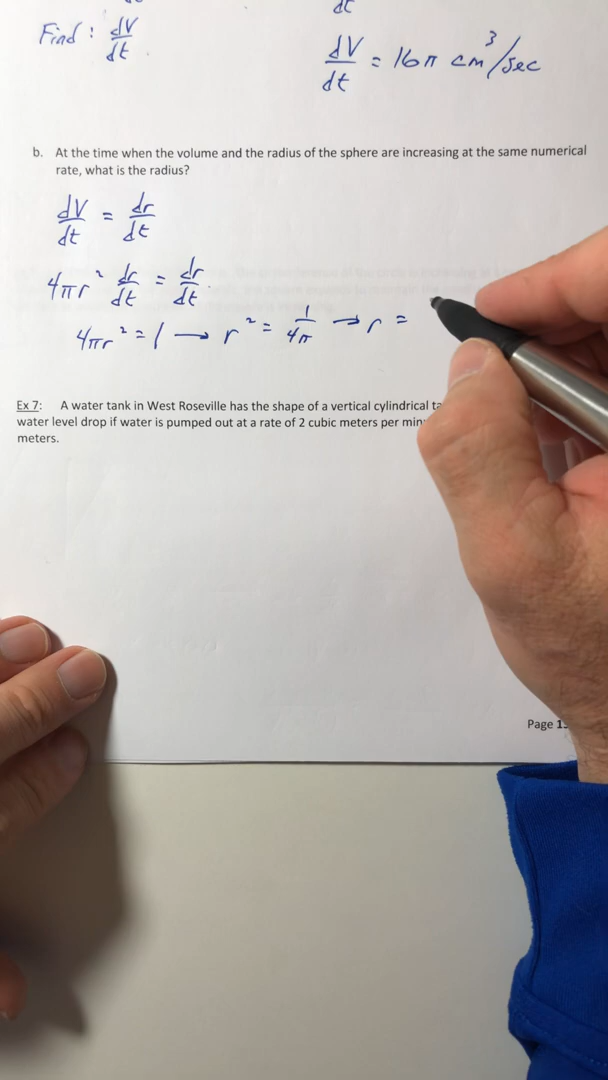 dt
Find : dV/dt
dV/dt = 16π cm³/sec
b. At the time when the volume and the radius of the sphere are increasing at the same numerical
rate, what is the radius?
dV/dt = dr/dt
4πr² dr/dt = dr/dt.
4πr² = 1 → r² = 1/4π → r =
Ex 7: A water tank in West Roseville has the shape of a vertical cylindrical
water level drop if water is pumped out at a rate of 2 cubic meters per
meters.
Page